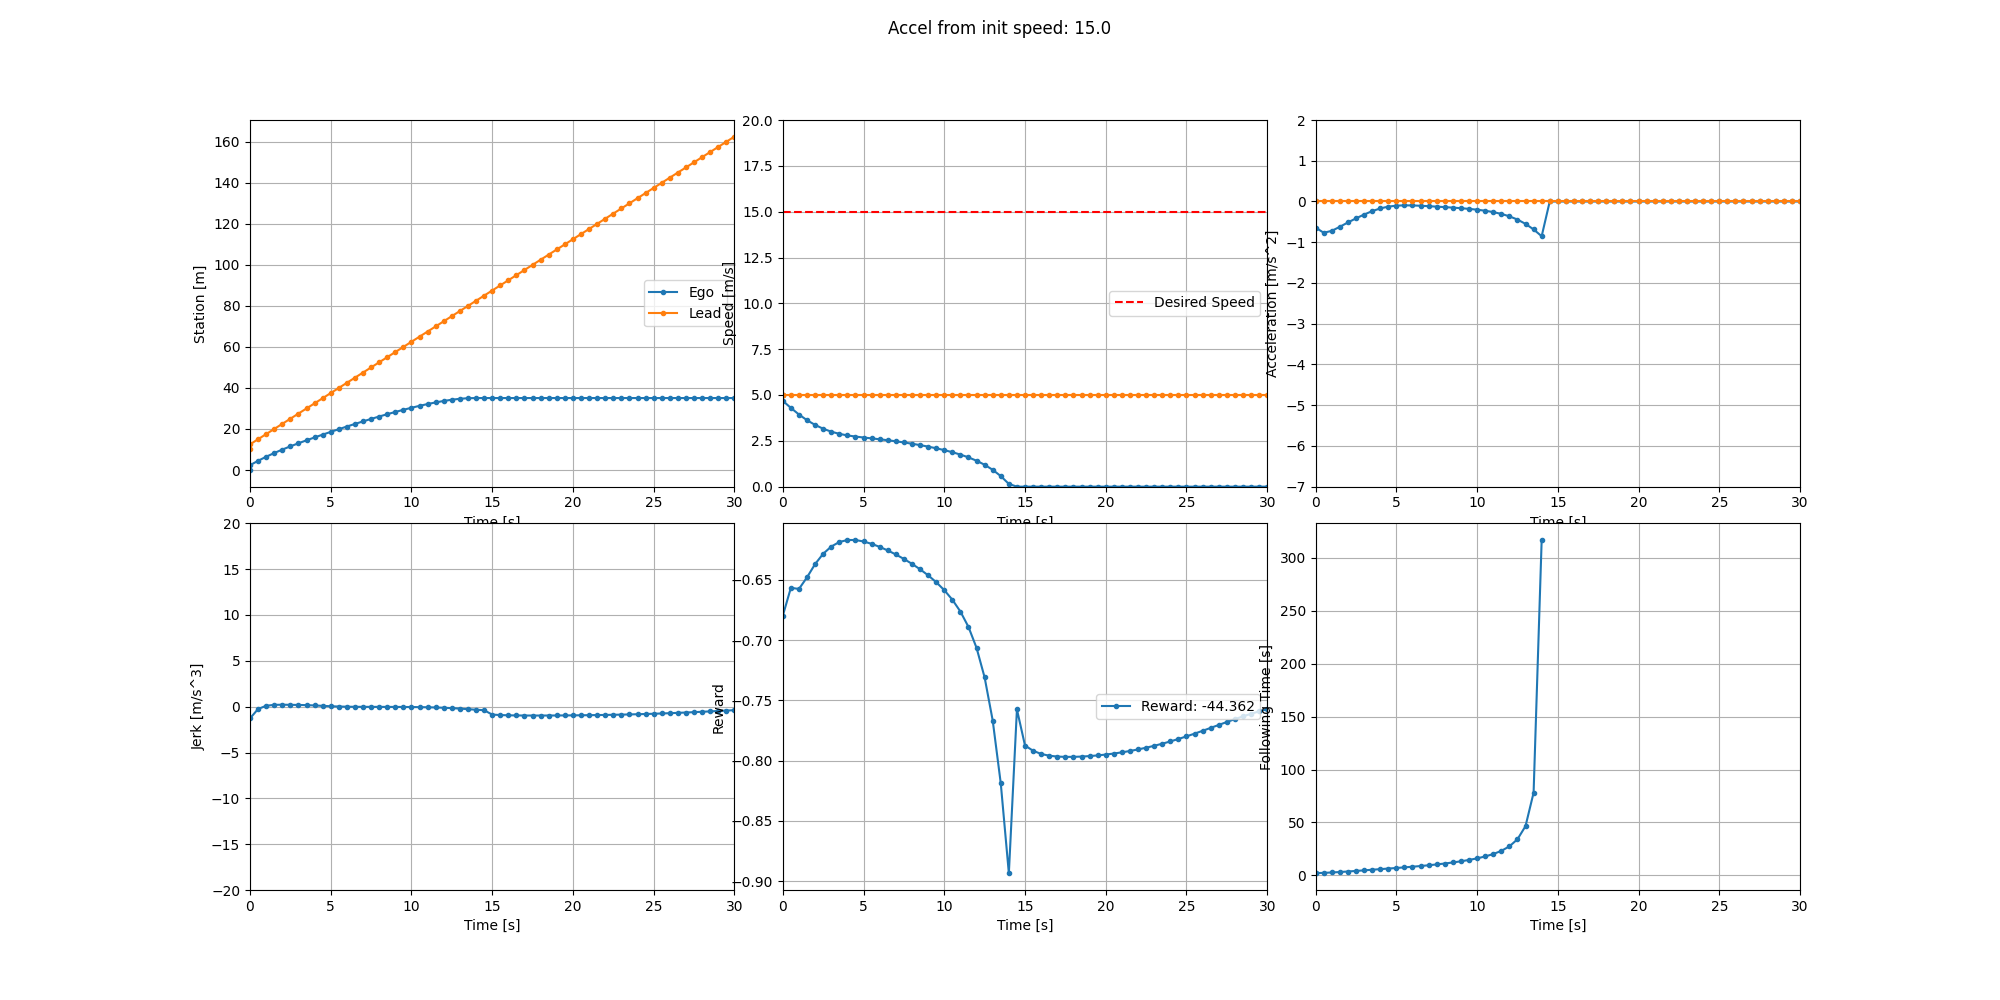 Accel from init speed: 15.0
Station [m]
160
140
120
100
80
60
40
20
0
0 5 10 15 20 25 30
Time [s]
Ego
Lead
Speed [m/s]
20.0
17.5
15.0
12.5
10.0
7.5
5.0
2.5
0.0
0 5 10 15 20 25 30
Time [s]
Desired Speed
Acceleration [m/s^2]
2
1
0
−1
−2
−3
−4
−5
−6
−7
0 5 10 15 20 25 30
Time [s]
Jerk [m/s^3]
20
15
10
5
0
−5
−10
−15
−20
0 5 10 15 20 25 30
Time [s]
Reward
−0.65
−0.70
−0.75
−0.80
−0.85
−0.90
0 5 10 15 20 25 30
Time [s]
Reward: -44.362
Following Time [s]
300
250
200
150
100
50
0
0 5 10 15 20 25 30
Time [s]